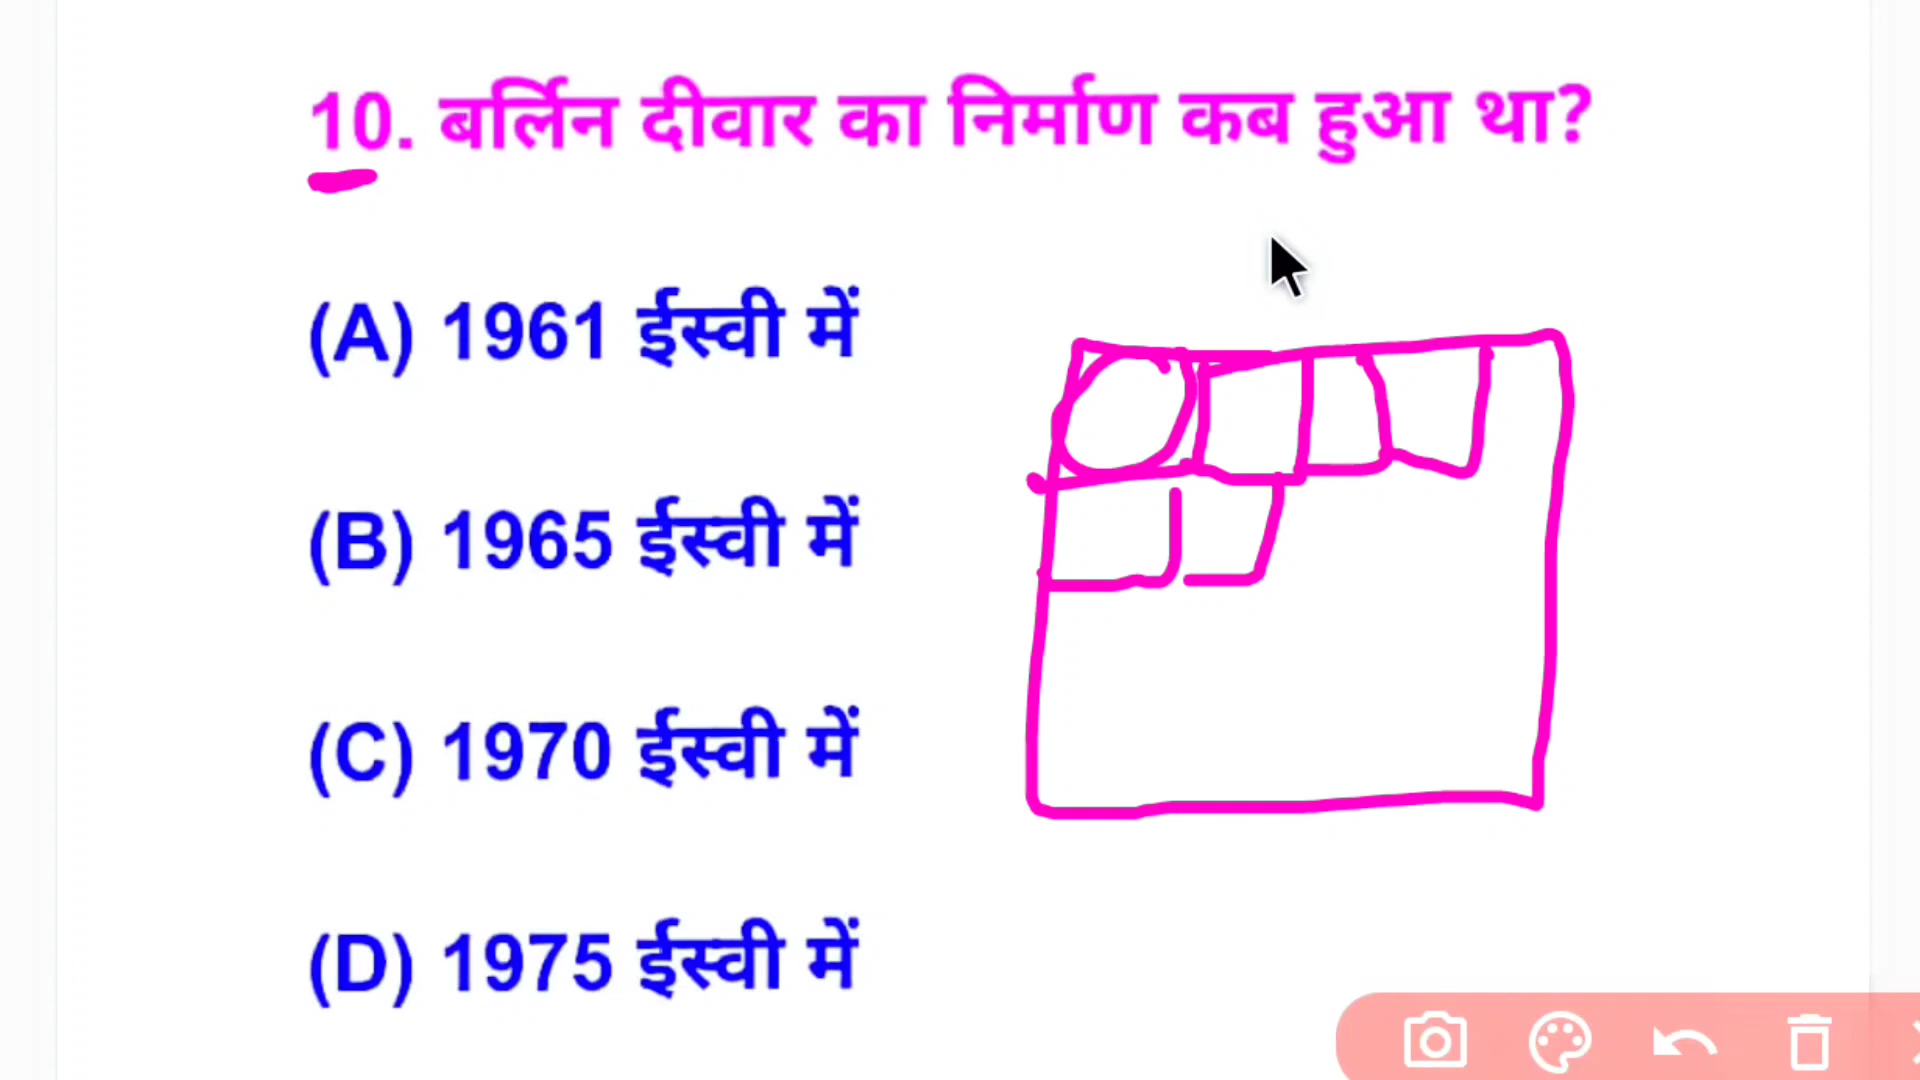 10. बर्लिन दीवार का निर्माण कब हुआ था?
(A) 1961 ईस्वी में
(B) 1965 ईस्वी में
(C) 1970 ईस्वी में
(D) 1975 ईस्वी में